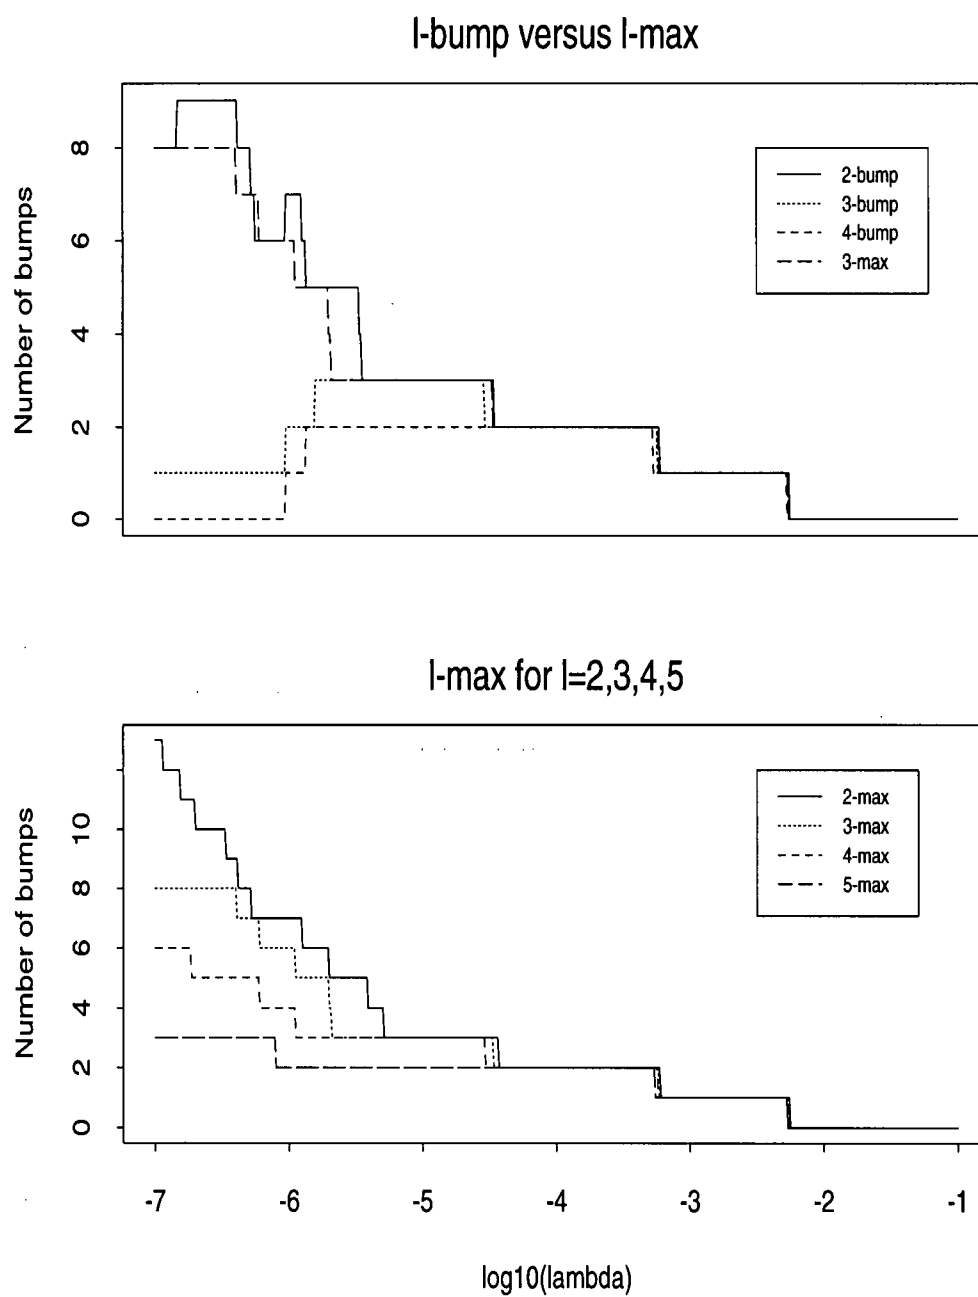 l-bump versus l-max
Number of bumps
8
6
4
2
0
2-bump
3-bump
4-bump
3-max
l-max for l=2,3,4,5
Number of bumps
10
8
6
4
2
0
2-max
3-max
4-max
5-max
-7 -6 -5 -4 -3 -2 -1
log10(lambda)